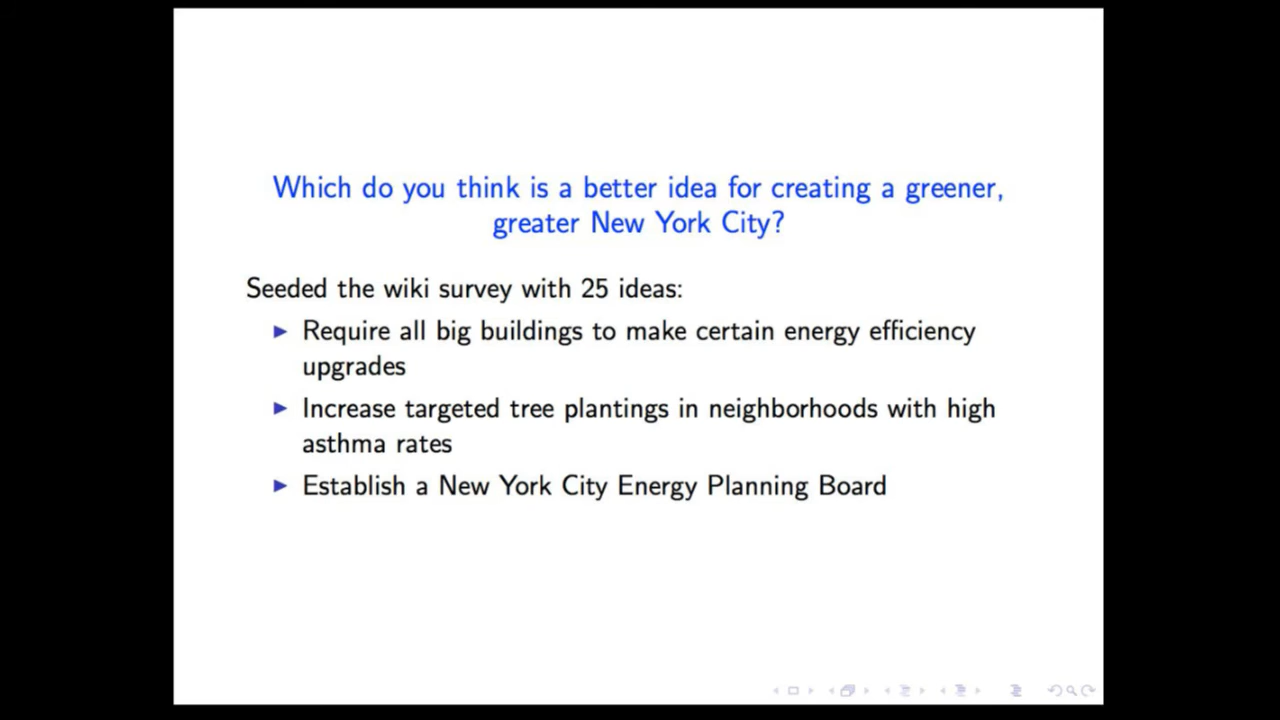 Which do you think is a better idea for creating a greener,
greater New York City?
Seeded the wiki survey with 25 ideas:
Require all big buildings to make certain energy efficiency
upgrades
Increase targeted tree plantings in neighborhoods with high
asthma rates
Establish a New York City Energy Planning Board